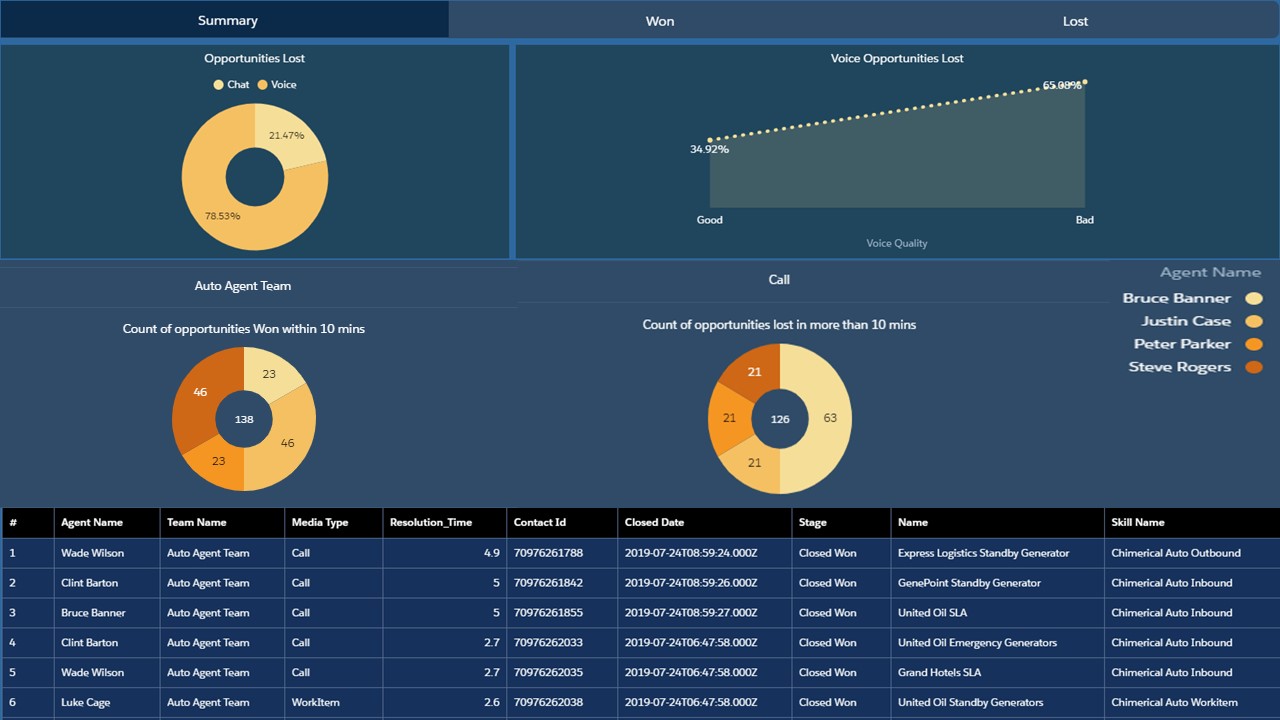 Summary Won Lost
Opportunities Lost
Chat Voice
21.47%
78.53%
Voice Opportunities Lost
65.08%
34.92%
Good Bad
Voice Quality
Auto Agent Team
Count of opportunities Won within 10 mins
23
46
23
46
138
Call
Count of opportunities lost in more than 10 mins
63
21
21
21
126
Agent Name
Bruce Banner
Justin Case
Peter Parker
Steve Rogers
# Agent Name Team Name Media Type Resolution_Time Contact Id Closed Date Stage Name Skill Name
1 Wade Wilson Auto Agent Team Call 4.9 70976261788 2019-07-24T08:59:24.000Z Closed Won Express Logistics Standby Generator Chimerical Auto Outbound
2 Clint Barton Auto Agent Team Call 5 70976261842 2019-07-24T08:59:26.000Z Closed Won GenePoint Standby Generator Chimerical Auto Inbound
3 Bruce Banner Auto Agent Team Call 5 70976261855 2019-07-24T08:59:27.000Z Closed Won United Oil SLA Chimerical Auto Inbound
4 Clint Barton Auto Agent Team Call 2.7 70976262033 2019-07-24T06:47:58.000Z Closed Won United Oil Emergency Generators Chimerical Auto Inbound
5 Wade Wilson Auto Agent Team Call 2.7 70976262035 2019-07-24T06:47:58.000Z Closed Won Grand Hotels SLA Chimerical Auto Inbound
6 Luke Cage Auto Agent Team WorkItem 2.6 70976262038 2019-07-24T06:47:58.000Z Closed Won United Oil Standby Generators Chimerical Auto Workitem